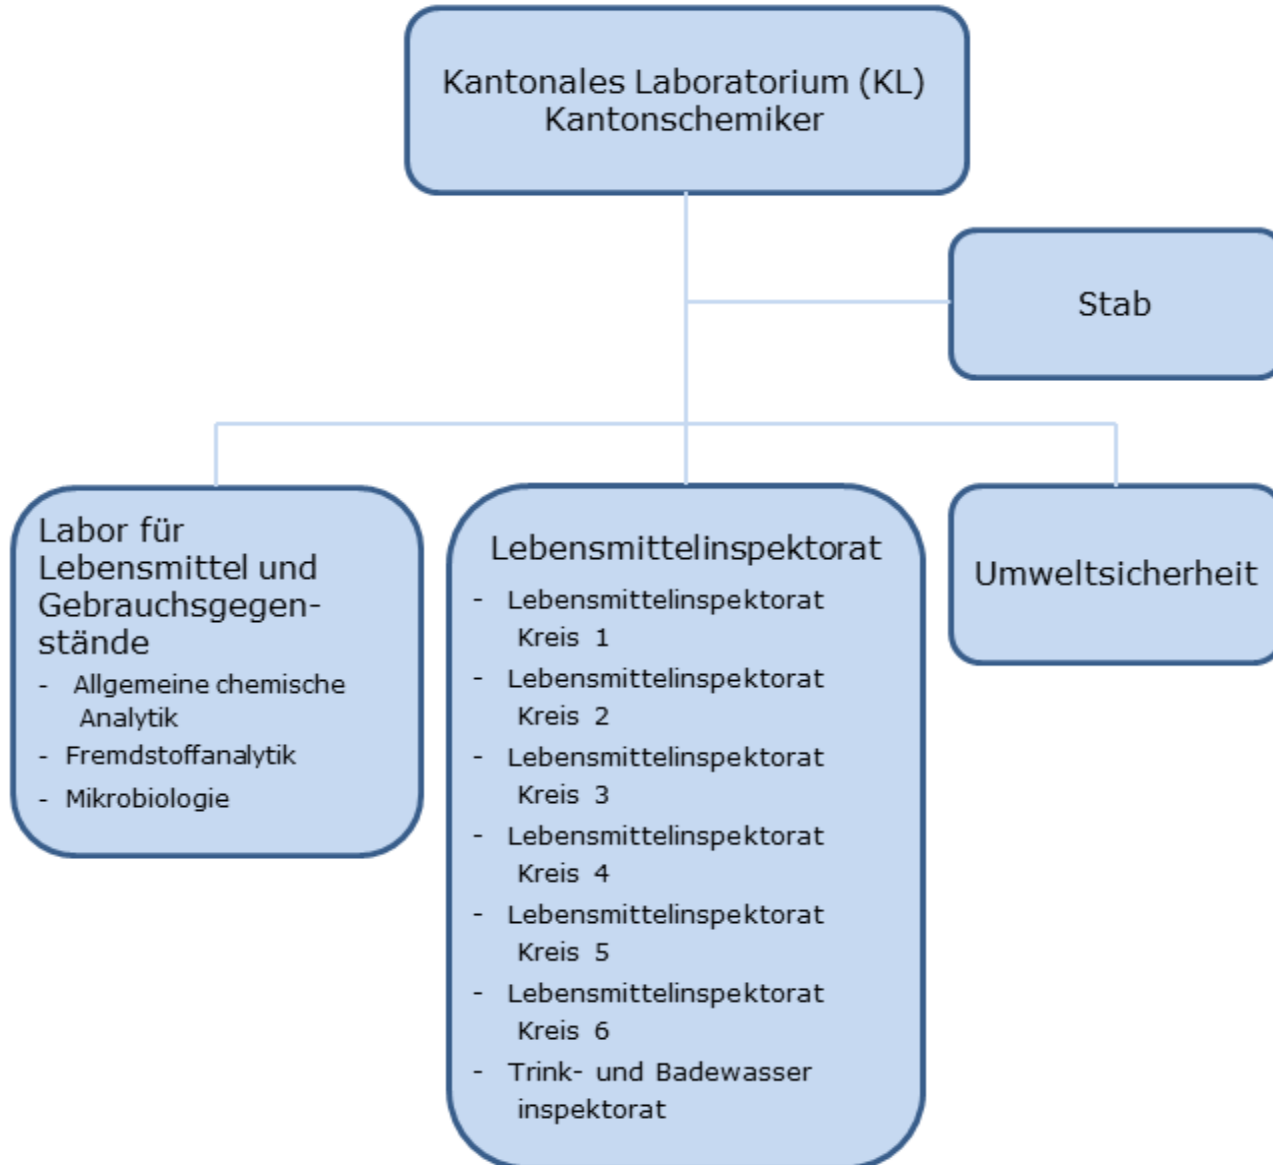 Kantonales Laboratorium (KL)
Kantonschemiker
Stab
Labor für
Lebensmittel und
Gebrauchsgegen-
stände
- Allgemeine chemische
Analytik
- Fremdstoffanalytik
- Mikrobiologie
Lebensmittelinspektorat
- Lebensmittelinspektorat
Kreis 1
- Lebensmittelinspektorat
Kreis 2
- Lebensmittelinspektorat
Kreis 3
- Lebensmittelinspektorat
Kreis 4
- Lebensmittelinspektorat
Kreis 5
- Lebensmittelinspektorat
Kreis 6
- Trink- und Badewasser
inspektorat
Umweltsicherheit